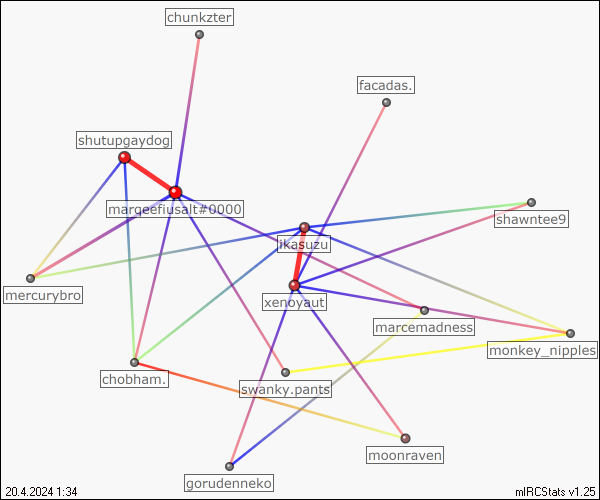 chunkzter
facadas.
shutupgaydog
marqeefiusalt#0000
shawntee9
ikasuzu
mercurybro
xenoyaut
marcemadness
monkey_nipples
chobham.
swanky.pants
moonraven
gorudenneko
20.4.2024 1:34
mIRCStats v1.25